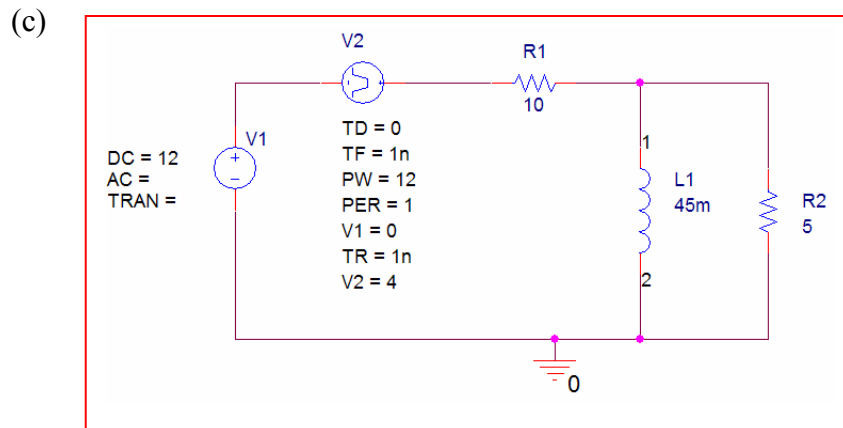 (c)
V2
R1
10
V1
DC = 12
AC =
TRAN =
TD = 0
TF = 1n
PW = 12
PER = 1
V1 = 0
TR = 1n
V2 = 4
1
L1
45m
2
R2
5
0